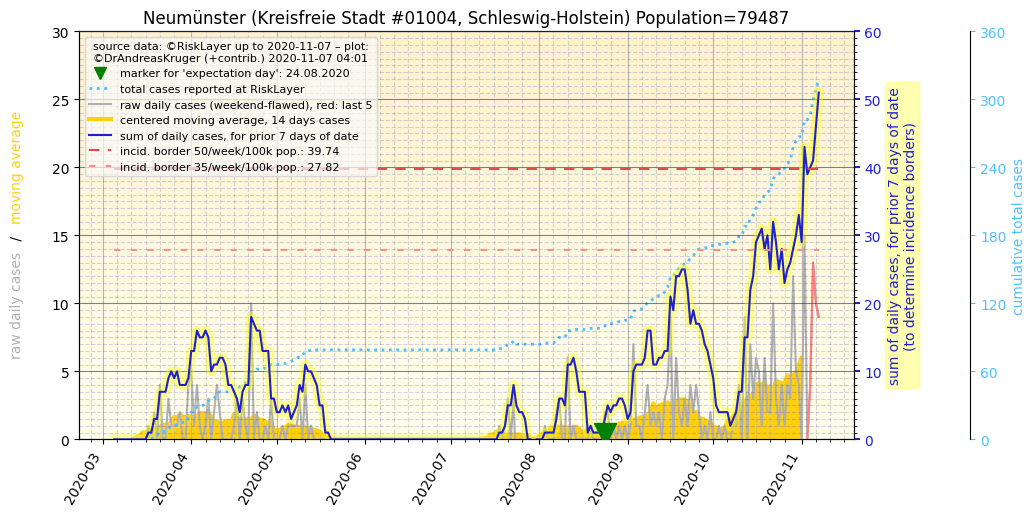 Neumünster (Kreisfreie Stadt #01004, Schleswig-Holstein) Population=79487
source data: ©RiskLayer up to 2020-11-07 – plot:
©DrAndreasKruger (+contrib.) 2020-11-07 04:01
marker for 'expectation day': 24.08.2020
total cases reported at RiskLayer
raw daily cases (weekend-flawed), red: last 5
centered moving average, 14 days cases
sum of daily cases, for prior 7 days of date
incid. border 50/week/100k pop.: 39.74
incid. border 35/week/100k pop.: 27.82
raw daily cases / moving average
30
25
20
15
10
5
0
60
50
40
30
20
10
0
sum of daily cases, for prior 7 days of date
(to determine incidence borders)
360
300
240
180
120
60
0
cumulative total cases
2020-03
2020-04
2020-05
2020-06
2020-07
2020-08
2020-09
2020-10
2020-11